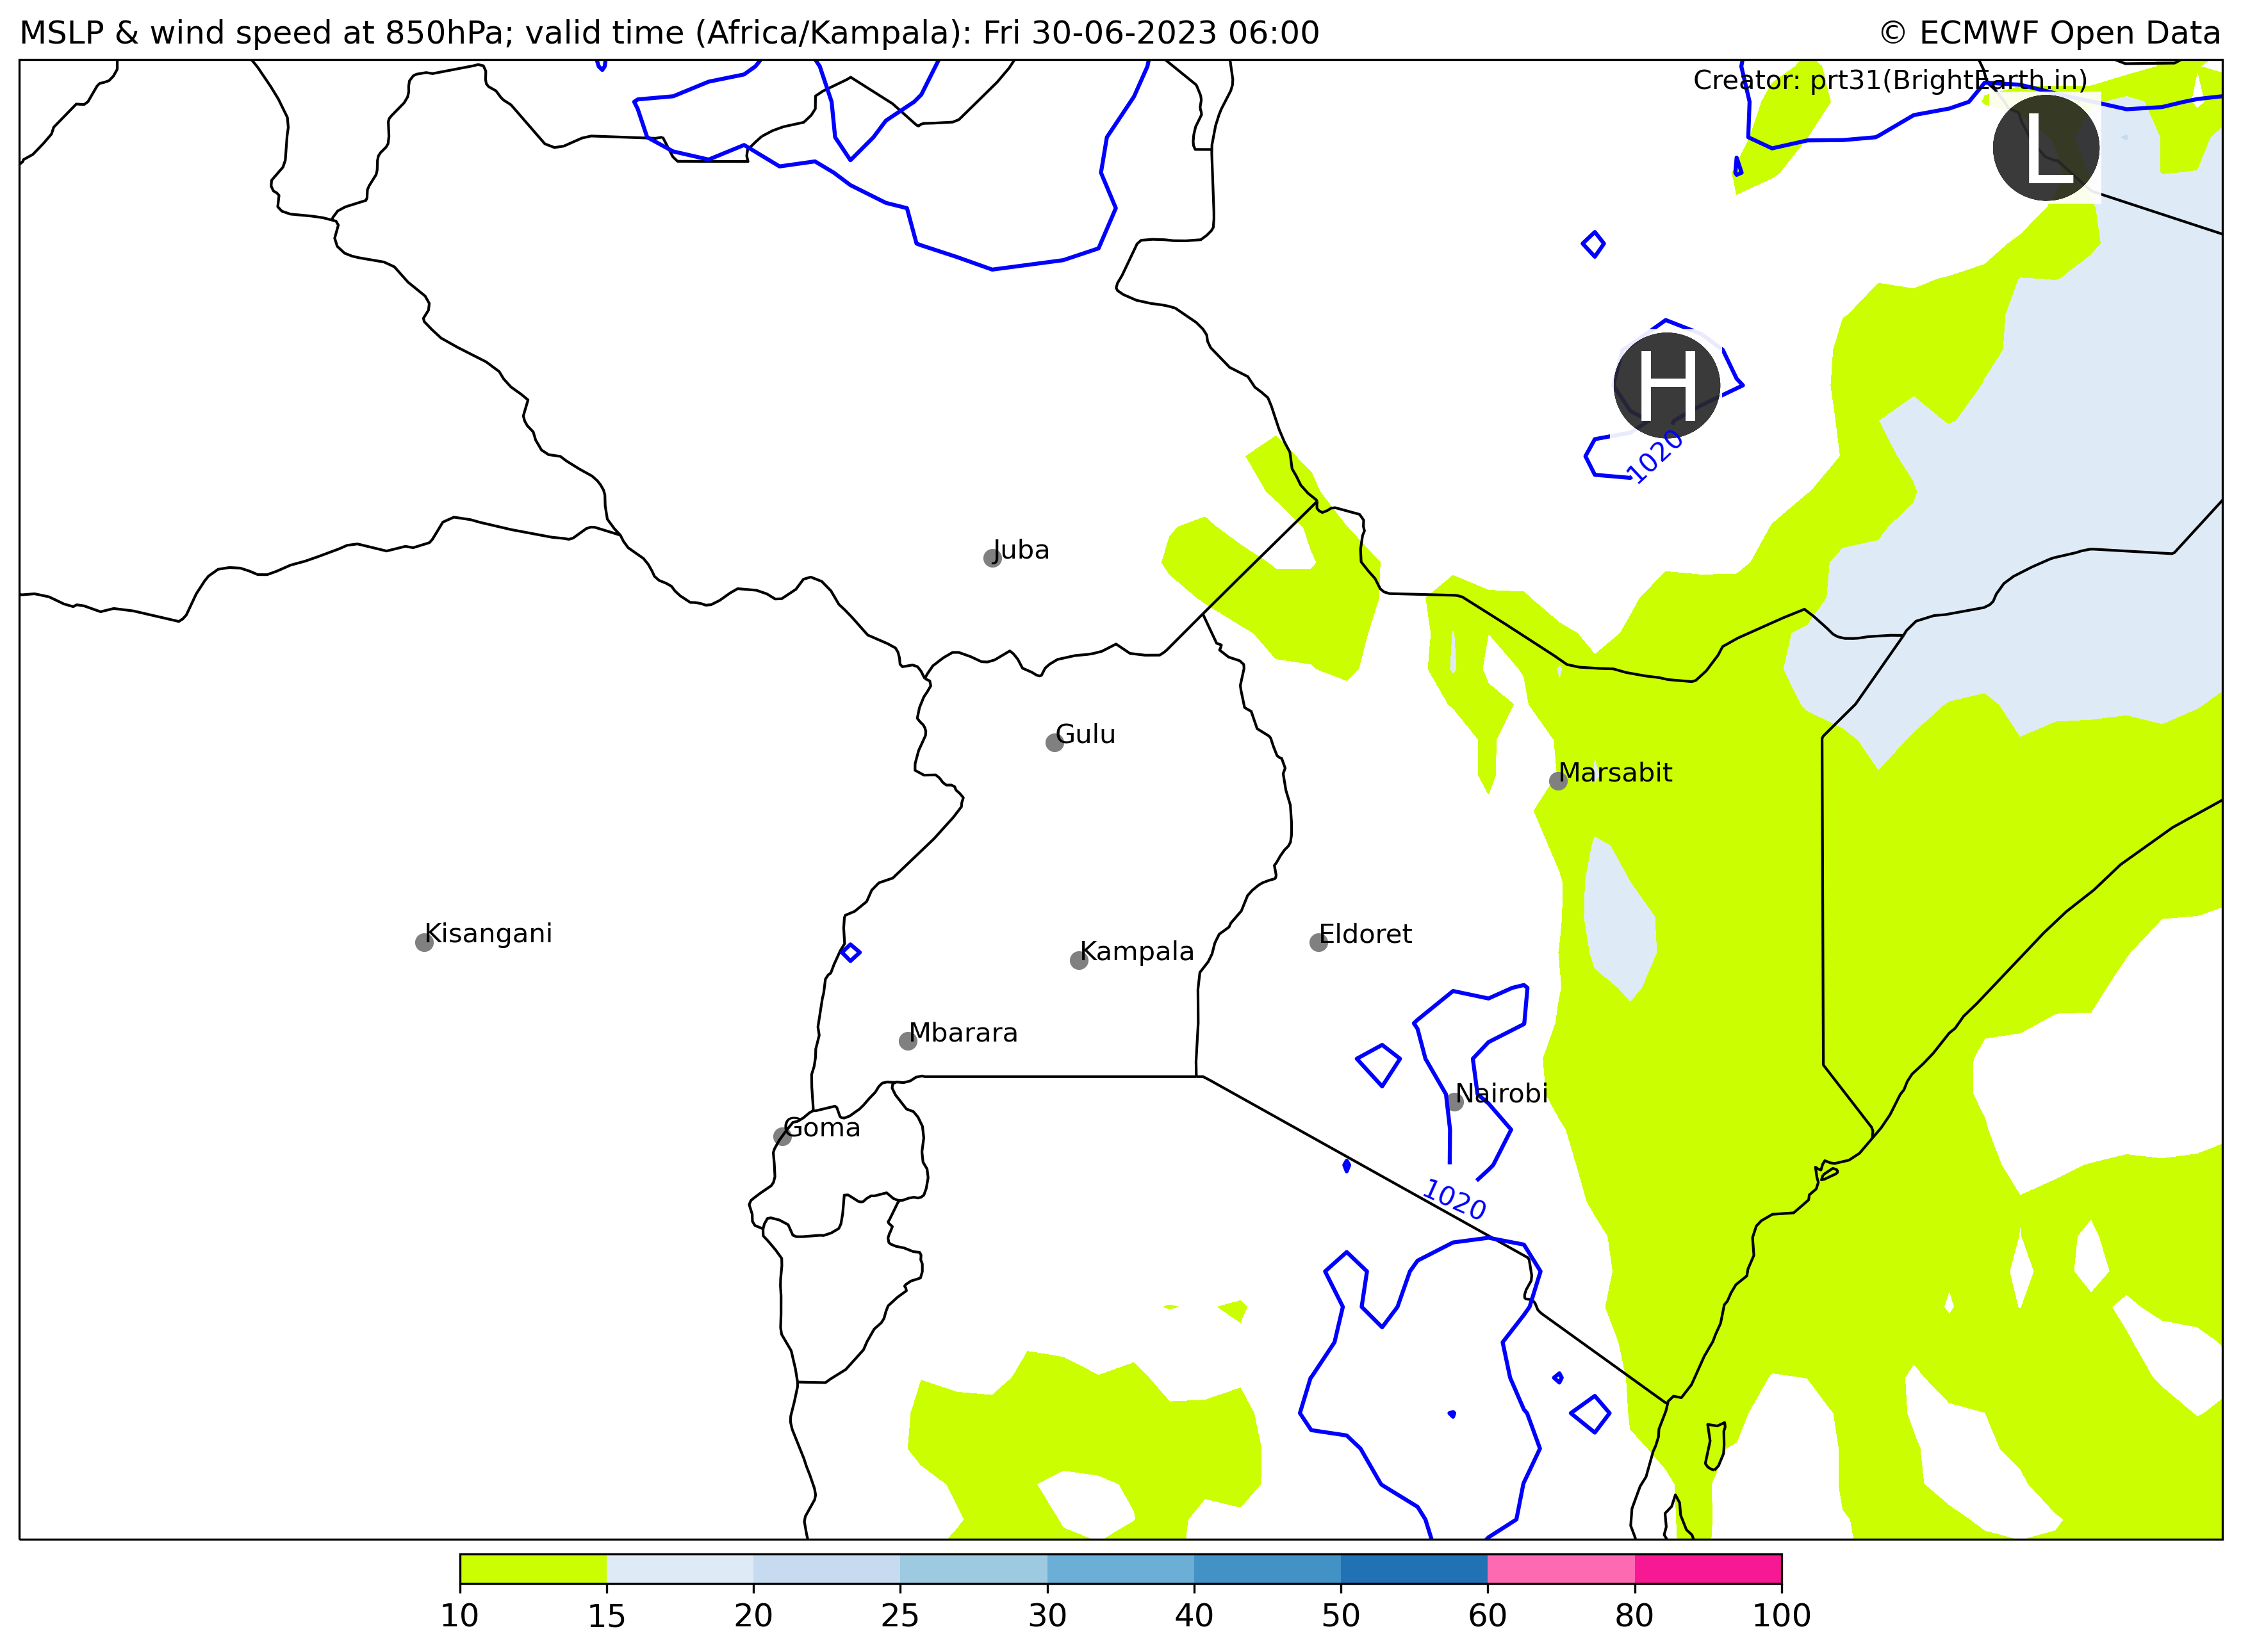 MSLP & wind speed at 850hPa; valid time (Africa/Kampala): Fri 30-06-2023 06:00
© ECMWF Open Data
Creator: prt31(BrightEarth.in)
L
H
1020
Juba
Gulu
Marsabit
Kisangani
Eldoret
Kampala
Mbarara
Nairobi
Goma
1020
10 15 20 25 30 40 50 60 80 100